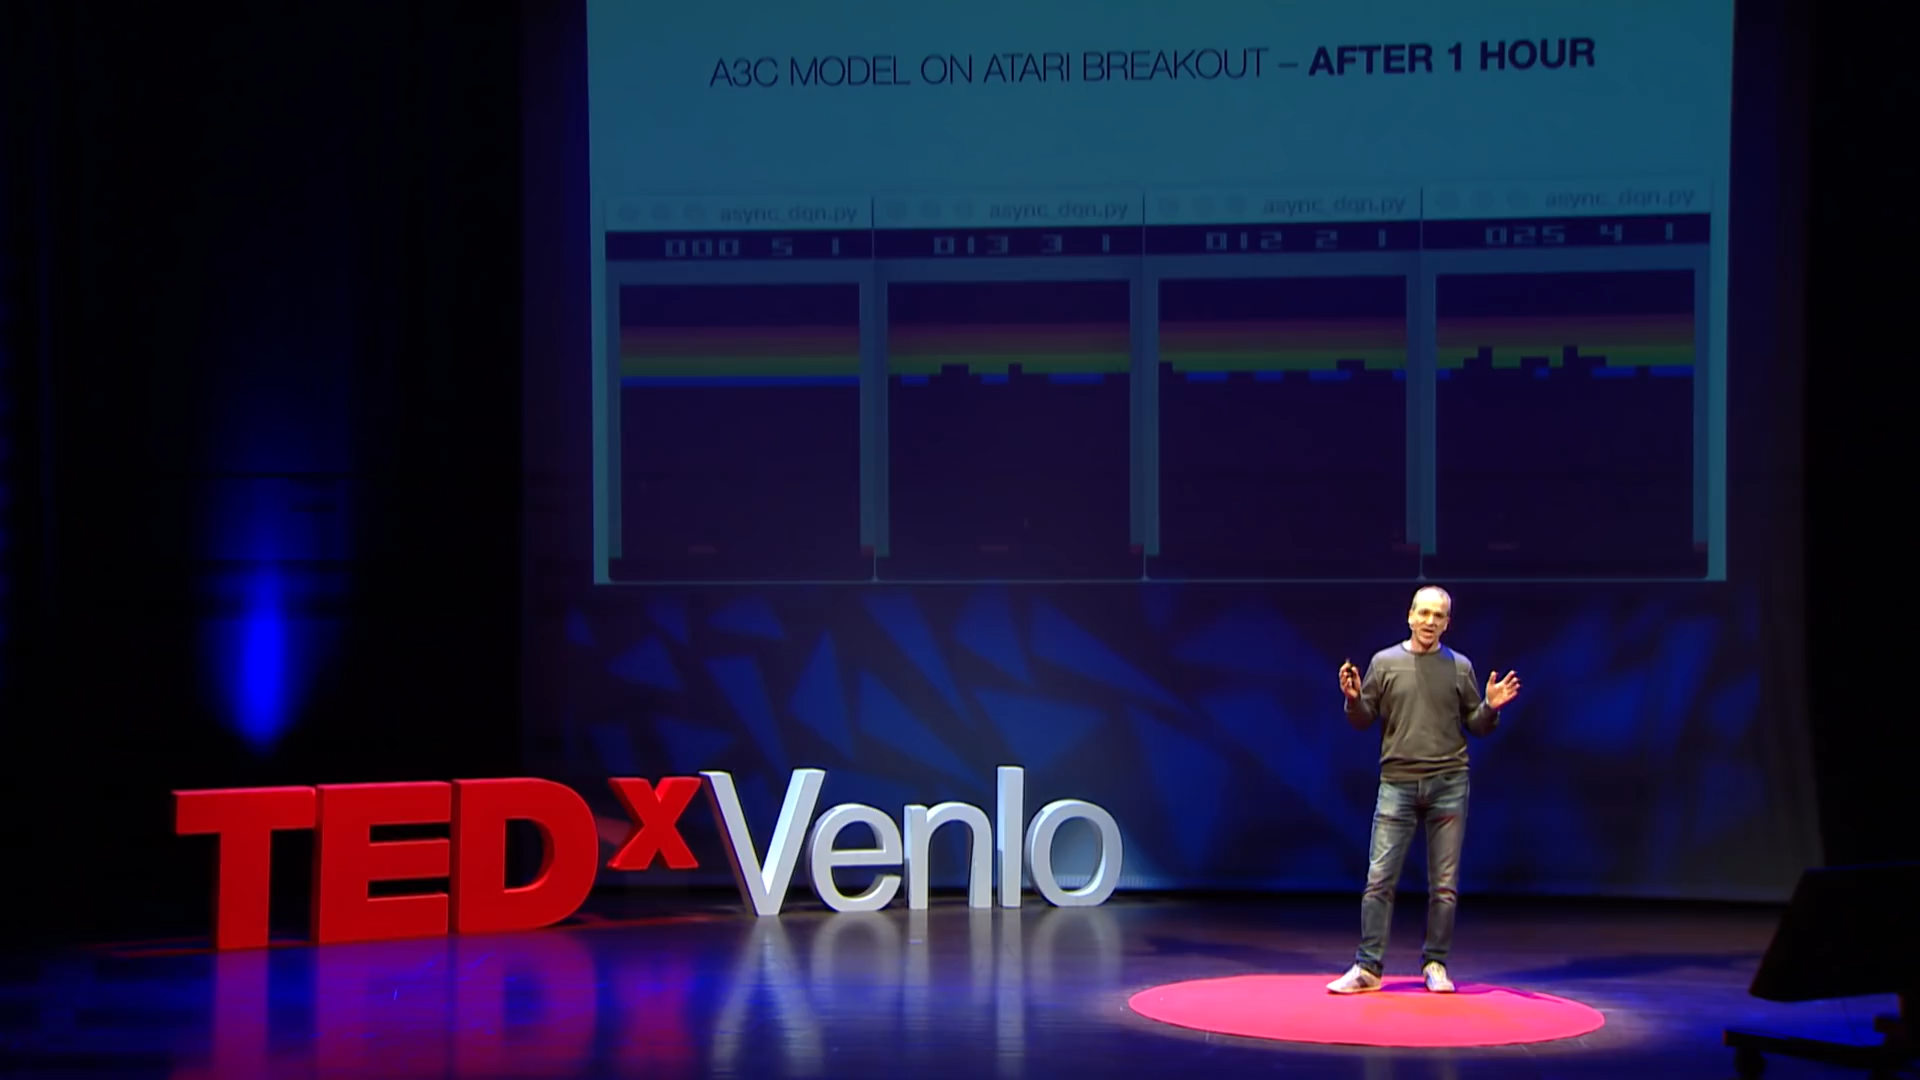 A3C MODEL ON ATARI BREAKOUT – AFTER 1 HOUR
async_dqn.py async_dqn.py async_dqn.py async_dqn.py
000 5 1 013 3 1 012 2 1 025 4 1
TEDxVenlo